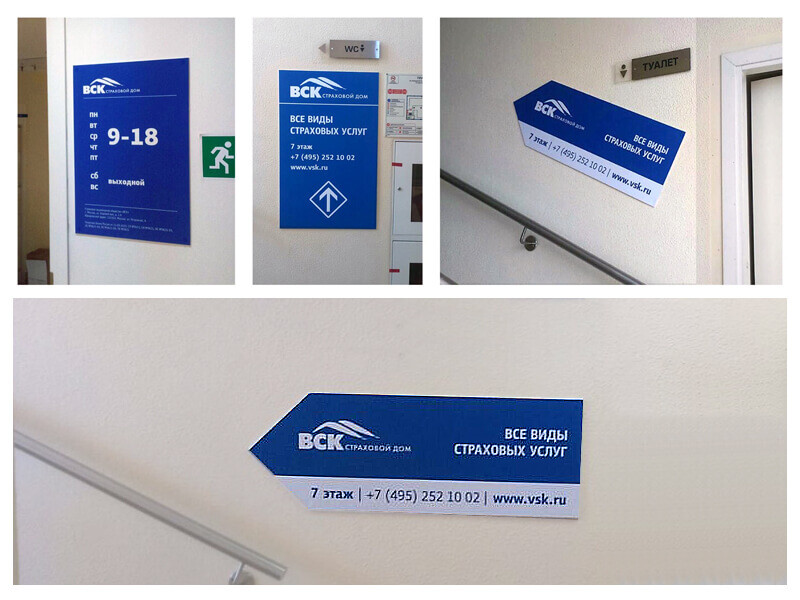 ВСК СТРАХОВОЙ ДОМ
ПН
ВТ
СР
ЧТ
ПТ
9-18
СБ
ВС
ВЫХОДНОЙ
WC
ВСК СТРАХОВОЙ ДОМ
ВСЕ ВИДЫ
СТРАХОВЫХ УСЛУГ
7 этаж
+7 (495) 252 10 02
www.vsk.ru
ТУАЛЕТ
ВСК СТРАХОВОЙ ДОМ
ВСЕ ВИДЫ
СТРАХОВЫХ УСЛУГ
7 этаж | +7 (495) 252 10 02 | www.vsk.ru
ВСК СТРАХОВОЙ ДОМ
ВСЕ ВИДЫ
СТРАХОВЫХ УСЛУГ
7 этаж | +7 (495) 252 10 02 | www.vsk.ru